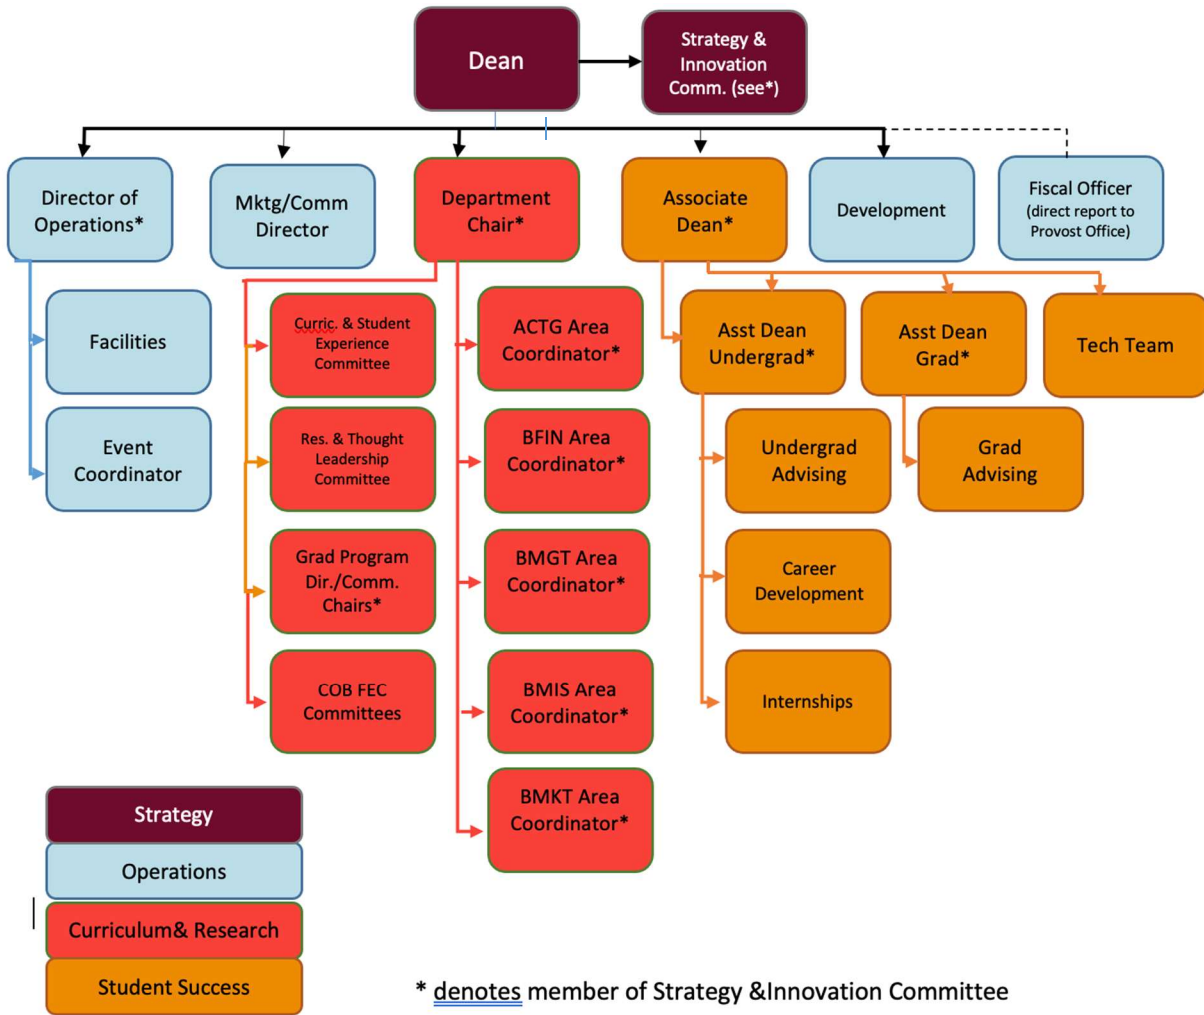 Dean
Strategy &
Innovation
Comm. (see*)
Director of
Operations*
Mktg/Comm
Director
Department
Chair*
Associate
Dean*
Development
Fiscal Officer
(direct report to
Provost Office)
Facilities
Event
Coordinator
Curric. & Student
Experience
Committee
Res. & Thought
Leadership
Committee
Grad Program
Dir./Comm.
Chairs*
COB FEC
Committees
ACTG Area
Coordinator*
BFIN Area
Coordinator*
BMGT Area
Coordinator*
BMIS Area
Coordinator*
BMKT Area
Coordinator*
Asst Dean
Undergrad*
Asst Dean
Grad*
Tech Team
Undergrad
Advising
Grad
Advising
Career
Development
Internships
Strategy
Operations
Curriculum& Research
Student Success
* denotes member of Strategy &Innovation Committee